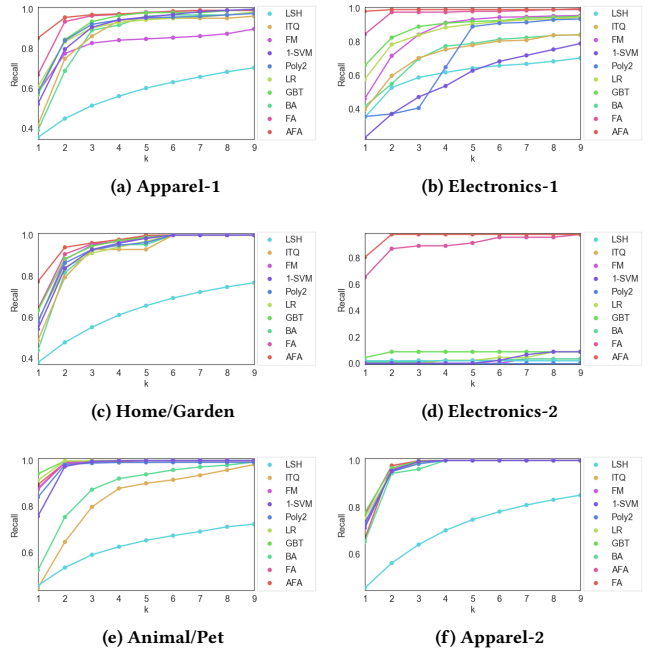 1.0
0.8
0.6
0.4
Recall
1 2 3 4 5 6 7 8 9
k
LSH
ITQ
FM
1-SVM
Poly2
LR
GBT
BA
FA
AFA
(a) Apparel-1
1.0
0.8
0.6
0.4
Recall
1 2 3 4 5 6 7 8 9
k
LSH
ITQ
FM
1-SVM
Poly2
LR
GBT
BA
FA
AFA
(b) Electronics-1
1.0
0.8
0.6
0.4
Recall
1 2 3 4 5 6 7 8 9
k
LSH
ITQ
FM
1-SVM
Poly2
LR
GBT
BA
FA
AFA
(c) Home/Garden
0.8
0.6
0.4
0.2
0.0
Recall
1 2 3 4 5 6 7 8 9
k
LSH
ITQ
FM
1-SVM
Poly2
LR
GBT
BA
FA
AFA
(d) Electronics-2
1.0
0.8
0.6
Recall
1 2 3 4 5 6 7 8 9
k
LSH
ITQ
FM
1-SVM
Poly2
LR
GBT
BA
FA
AFA
(e) Animal/Pet
1.0
0.8
0.6
Recall
1 2 3 4 5 6 7 8 9
k
LSH
ITQ
FM
1-SVM
Poly2
LR
GBT
BA
AFA
FA
(f) Apparel-2